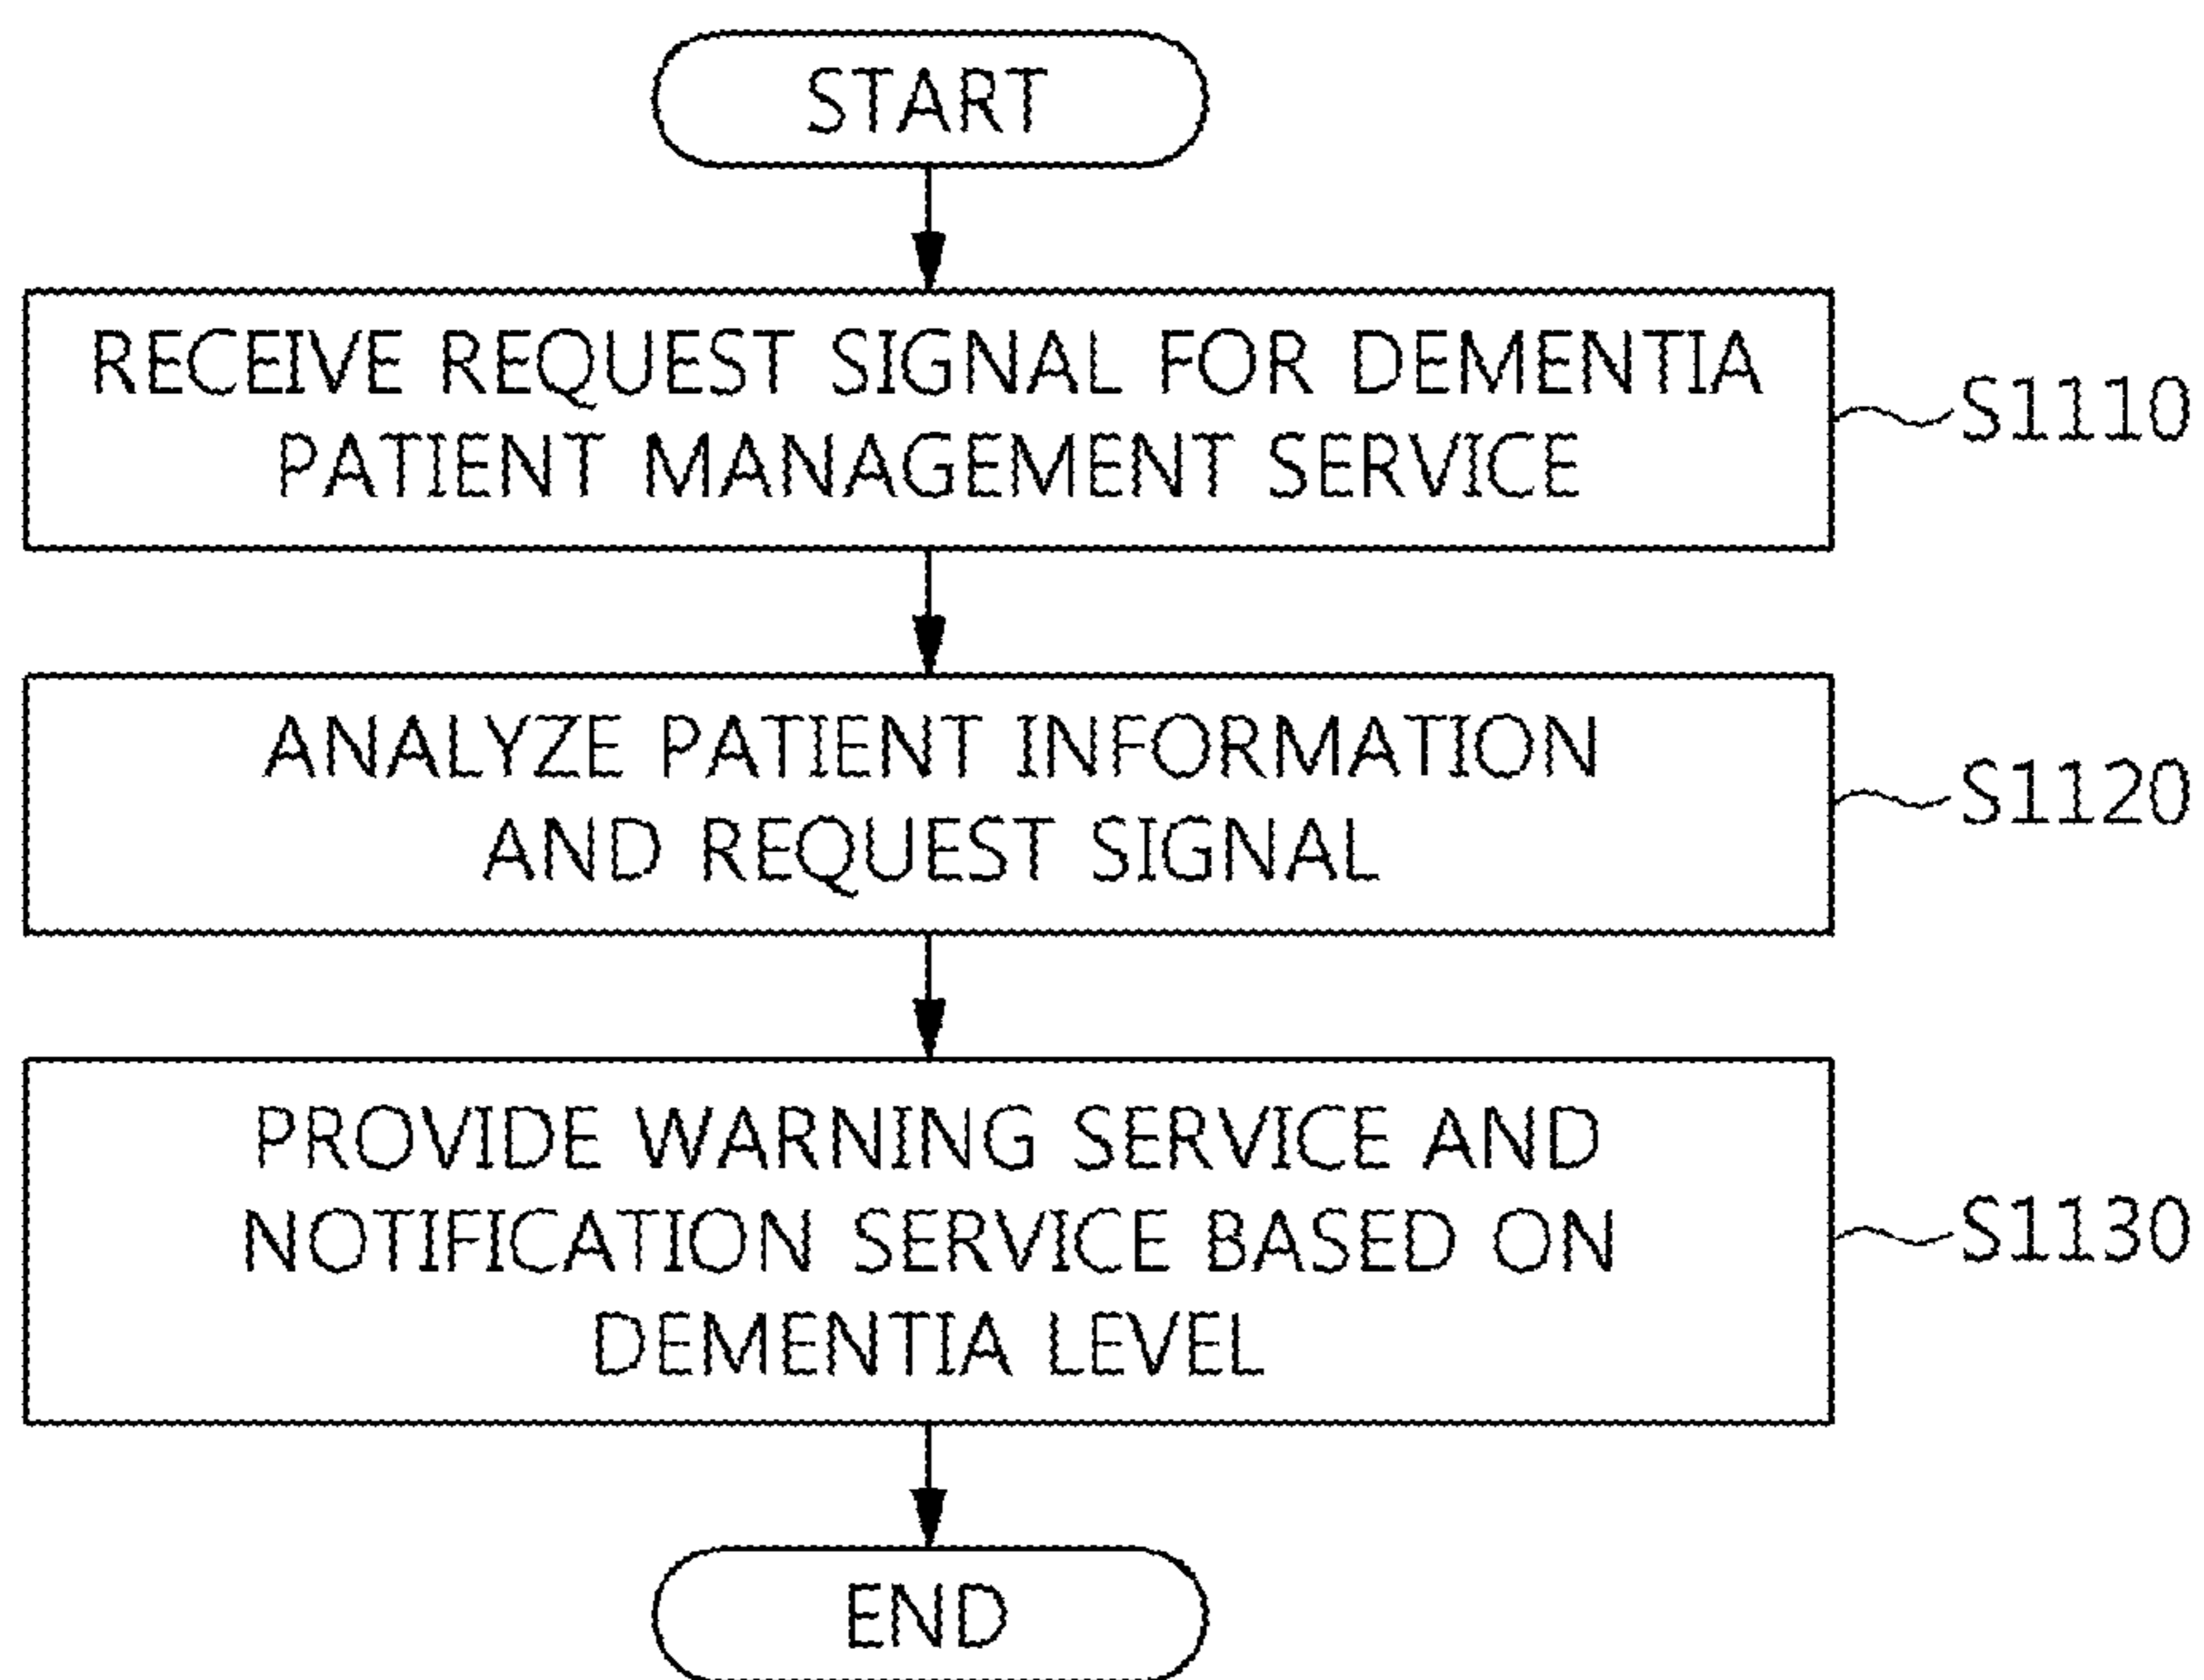 START
RECEIVE REQUEST SIGNAL FOR DEMENTIA
PATIENT MANAGEMENT SERVICE
S1110
ANALYZE PATIENT INFORMATION
AND REQUEST SIGNAL
S1120
PROVIDE WARNING SERVICE AND
NOTIFICATION SERVICE BASED ON
DEMENTIA LEVEL
S1130
END